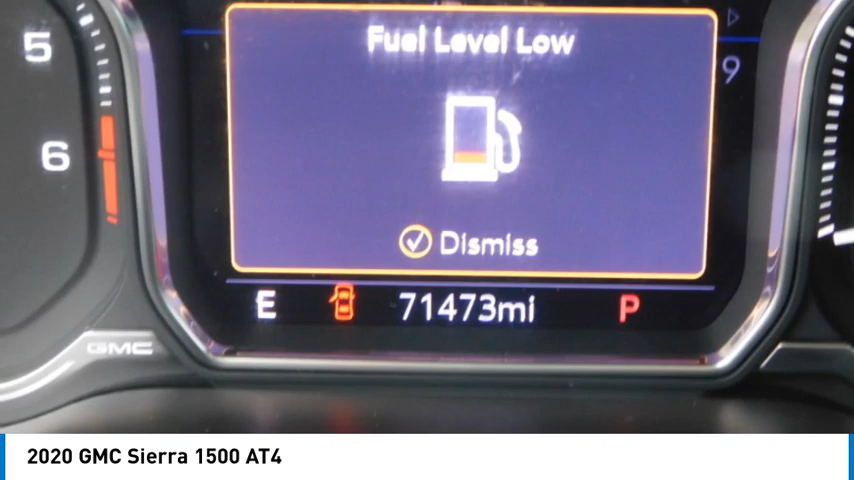 5
Fuel Level Low
9
6
Dismiss
E
71473mi
P
GMC
2020 GMC Sierra 1500 AT4